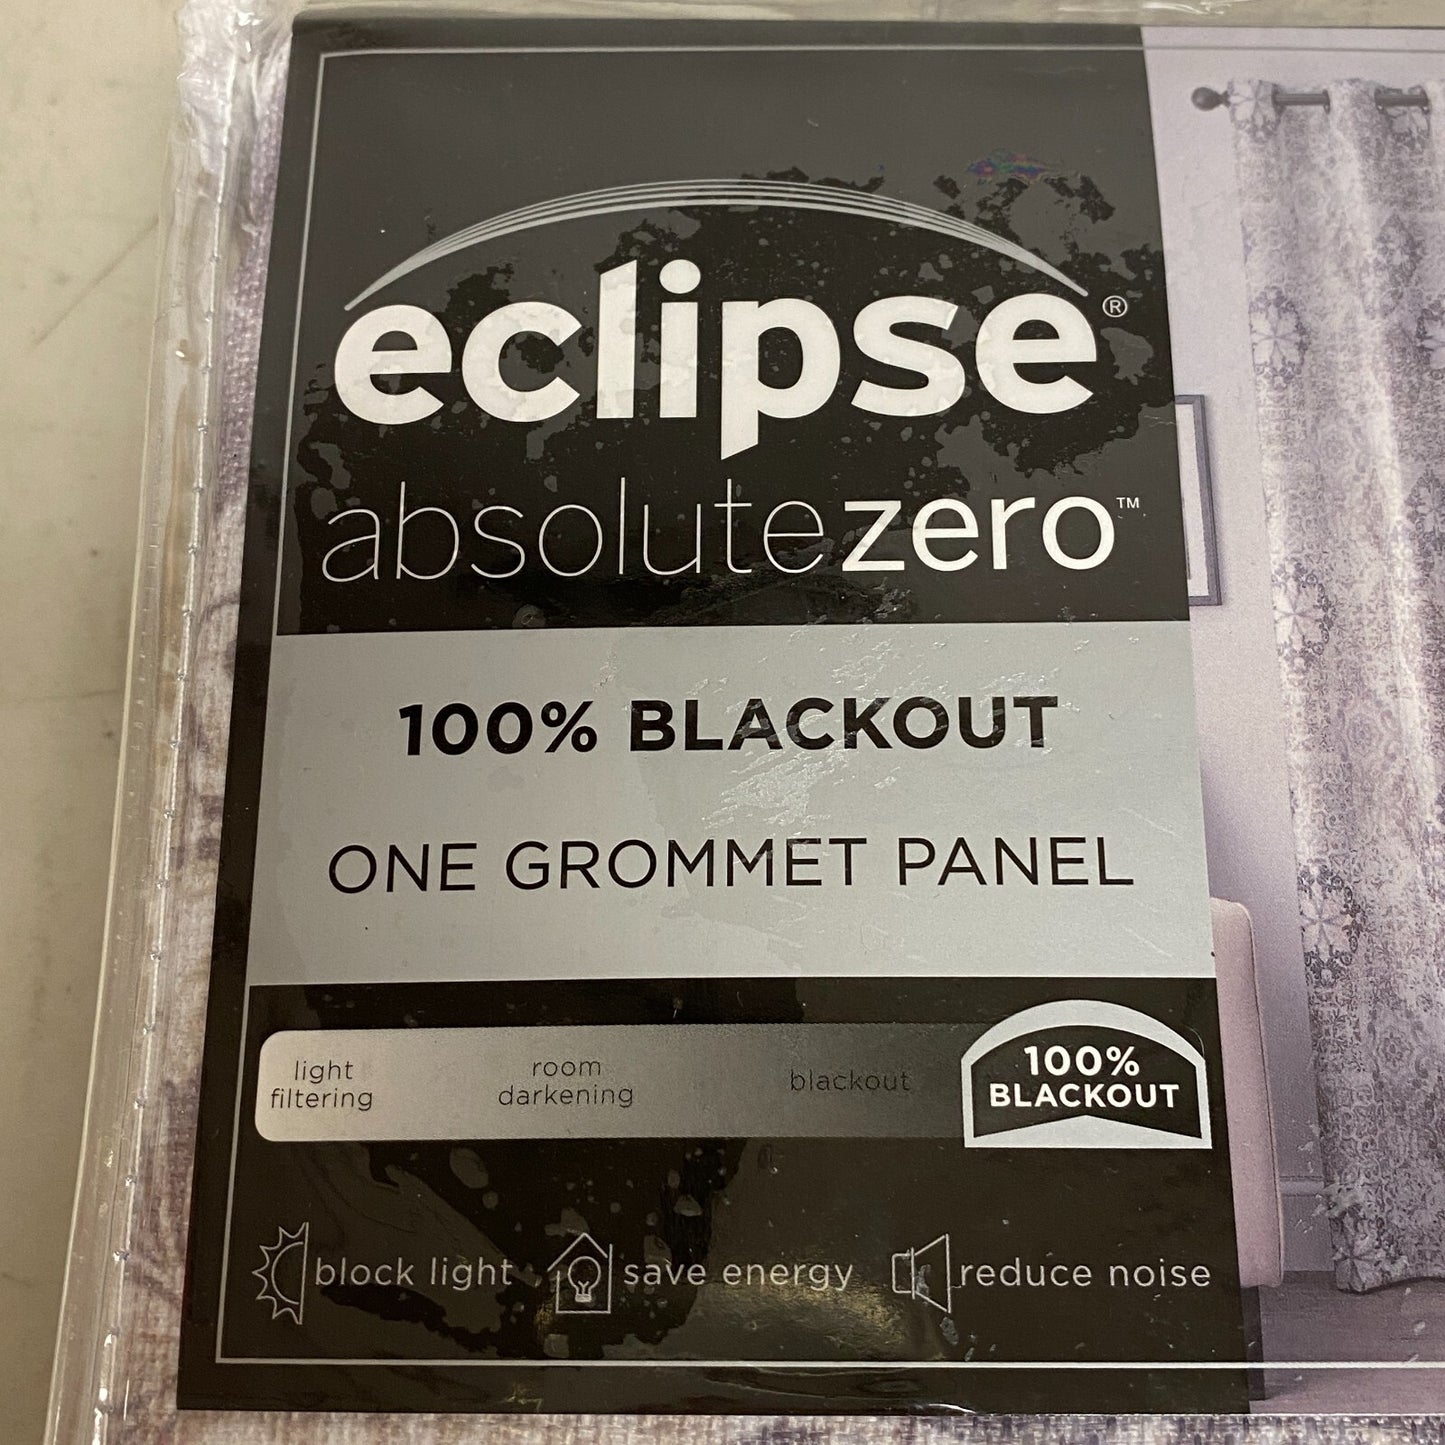 eclipse®
absolutezero™
100% BLACKOUT
ONE GROMMET PANEL
light
filtering
room
darkening
blackout
100%
BLACKOUT
block light
save energy
reduce noise